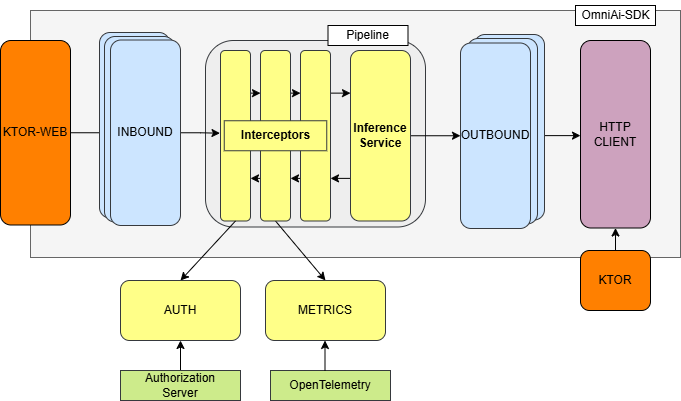 OmniAi-SDK
Pipeline
KTOR-WEB
INBOUND
Interceptors
Inference
Service
OUTBOUND
HTTP
CLIENT
KTOR
AUTH
METRICS
Authorization
Server
OpenTelemetry